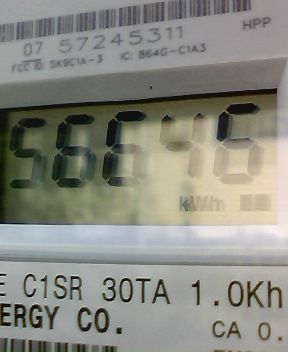 07 57245311
HPP
FCC ID: SK9C1A-3 IC: 864G-C1A3
56646
kWh
E C1SR 30TA 1.0Kh
ERGY CO.
CA 0.